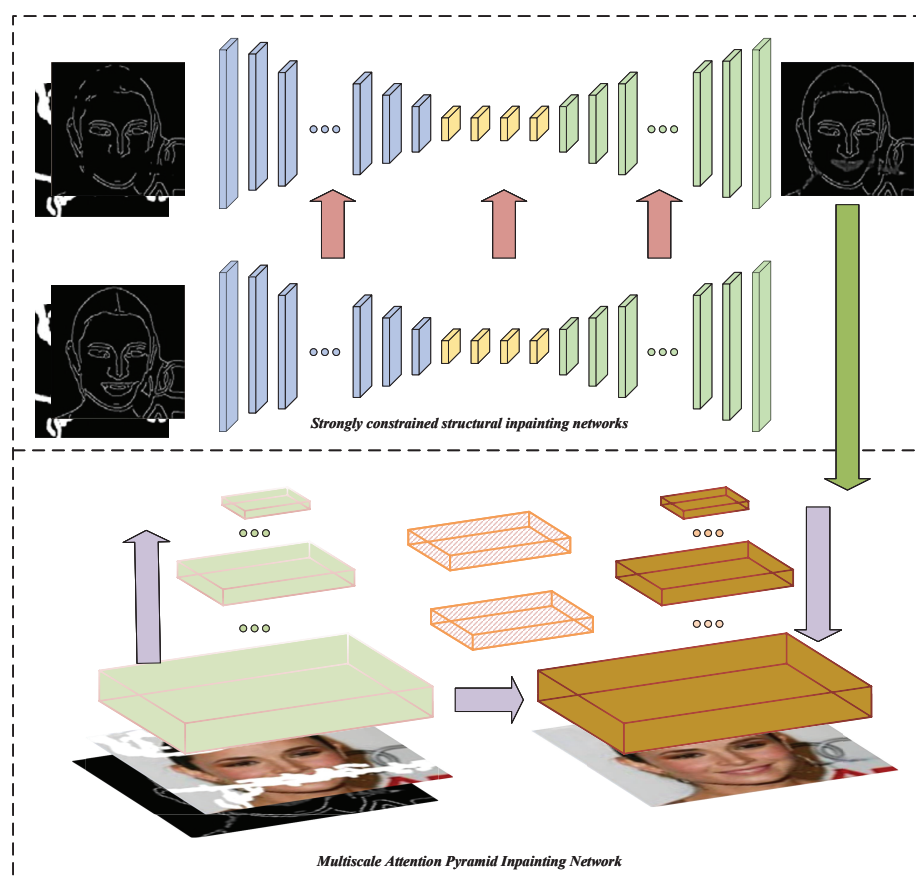 Strongly constrained structural inpainting networks
Multiscale Attention Pyramid Inpainting Network